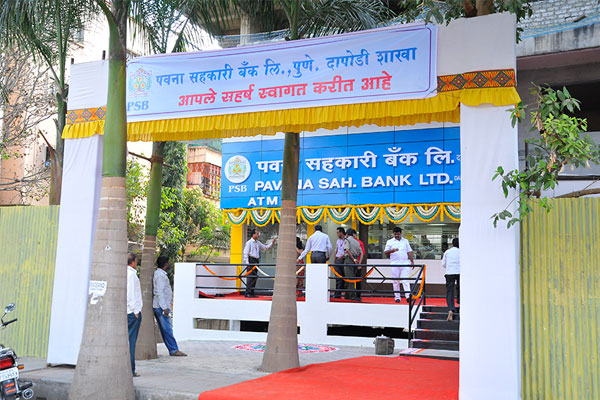 पवना सहकारी बँक लि.,पुणे. दापोडी शाखा
आपले सहर्ष स्वागत करीत आहे
PSB
पवना सहकारी बँक लि.
PAVANA SAH. BANK LTD.
PSB
ATM